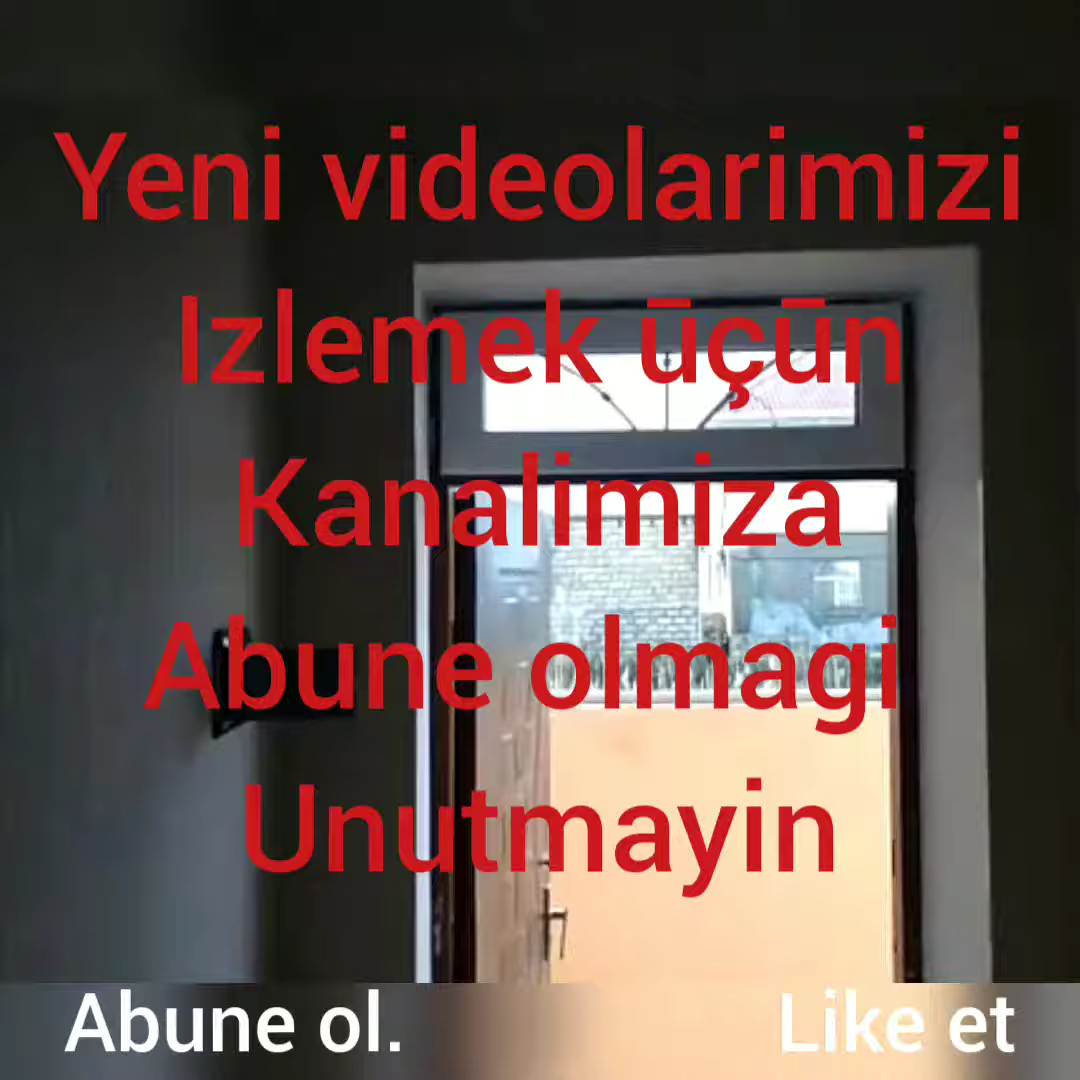 Yeni videolarimizi
Izlemek ūçūn
Kanalimiza
Abune olmagi
Unutmayin
Abune ol. Like et